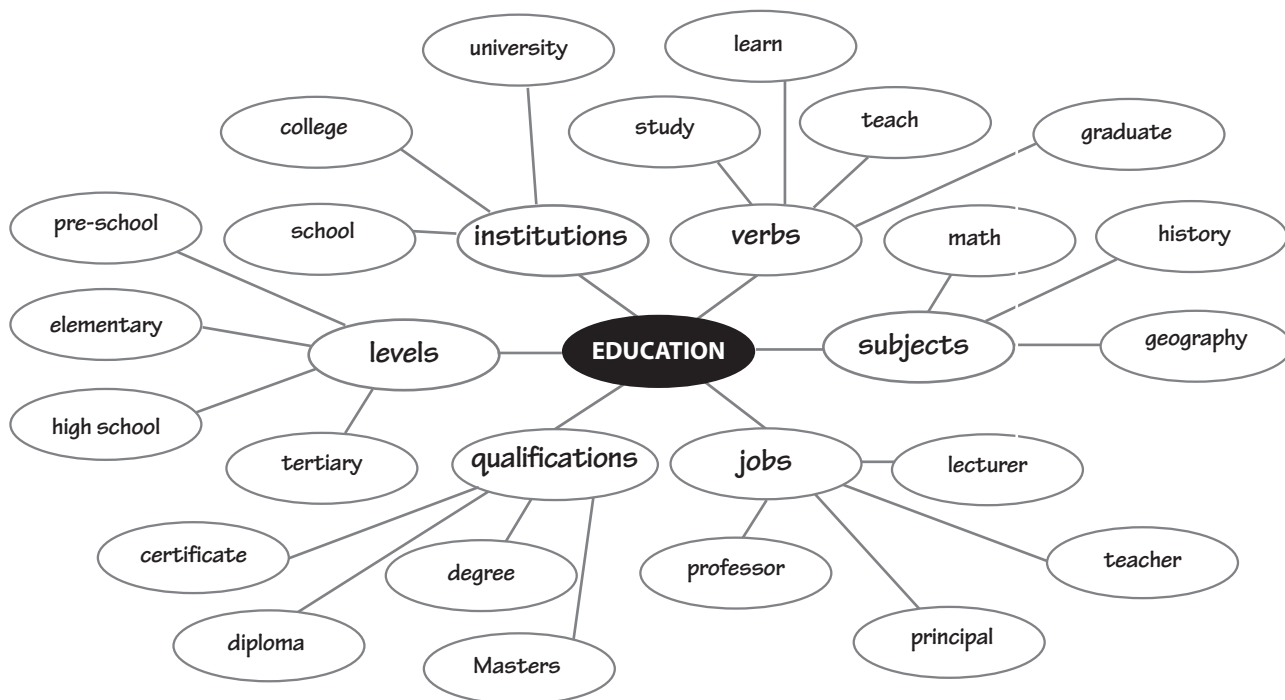 university
learn
college
study
teach
graduate
pre-school
school
institutions
verbs
math
history
elementary
levels
EDUCATION
subjects
geography
high school
tertiary
qualifications
jobs
lecturer
certificate
degree
professor
teacher
diploma
Masters
principal